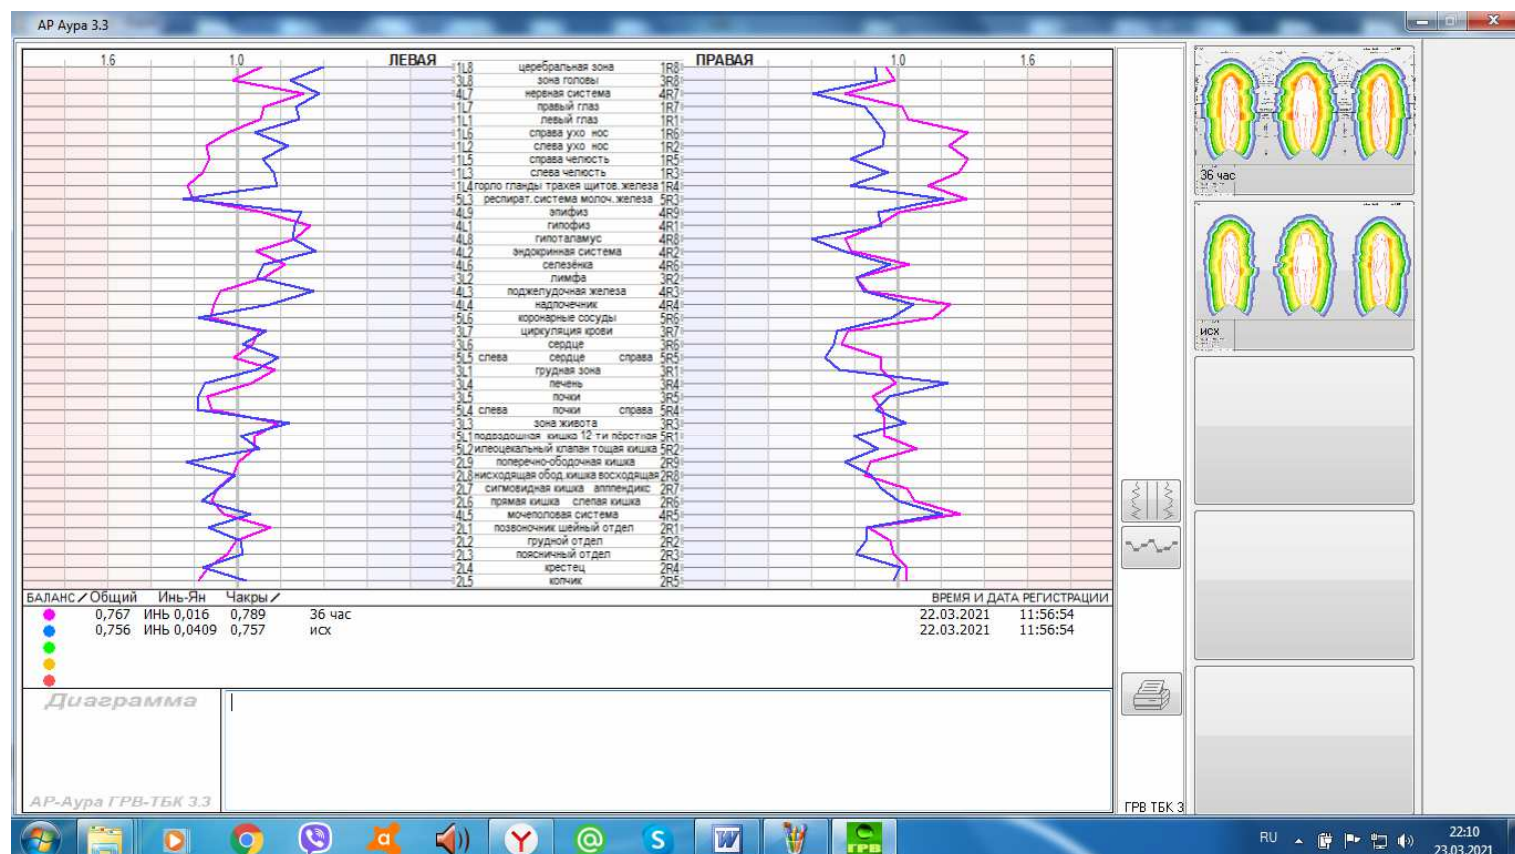 АР Аура 3.3
1.6 1.0 ЛЕВАЯ ПРАВАЯ 1.0 1.6
1L8 церебральная зона 1R8
3L8 зона головы 3R8
4L7 нервная система 4R7
1L7 правый глаз 1R7
1L1 левый глаз 1R1
1L6 справа ухо нос 1R6
1L2 слева ухо нос 1R2
1L5 справа челюсть 1R5
1L3 слева челюсть 1R3
1L4 горло гланды трахея щитов.железа 1R4
5L3 респират.система молоч.железа 5R3
4L9 эпифиз 4R9
4L1 гипофиз 4R1
4L8 гипоталамус 4R8
4L2 эндокринная система 4R2
4L6 селезёнка 4R6
3L2 лимфа 3R2
4L3 поджелудочная железа 4R3
4L4 надпочечник 4R4
5L6 коронарные сосуды 5R6
3L7 циркуляция крови 3R7
3L6 сердце 3R6
5L5 слева сердце справа 5R5
3L1 грудная зона 3R1
3L4 печень 3R4
3L5 почки 3R5
5L4 слева почки справа 5R4
3L3 зона живота 3R3
5L1 подвздошная кишка 12 ти пёрстная 5R1
5L2 илеоцекальный клапан тощая кишка 5R2
2L9 поперечно-ободочная кишка 2R9
2L8 нисходящая обод.кишка восходящая 2R8
2L7 сигмовидная кишка апппендикс 2R7
2L6 прямая кишка слепая кишка 2R6
4L5 мочеполовая система 4R5
2L1 позвоночник шейный отдел 2R1
2L2 грудной отдел 2R2
2L3 поясничный отдел 2R3
2L4 крестец 2R4
2L5 копчик 2R5
БАЛАНС Общий Инь-Ян Чакры ВРЕМЯ И ДАТА РЕГИСТРАЦИИ
0,767 ИНЬ 0,016 0,789 36 час 22.03.2021 11:56:54
0,756 ИНЬ 0,0409 0,757 исх 22.03.2021 11:56:54
Диаграмма
АР-Аура ГРВ-ТБК 3.3
36 час
исх
ГРВ ТБК 3
ГРВ
RU
22:10
23.03.2021